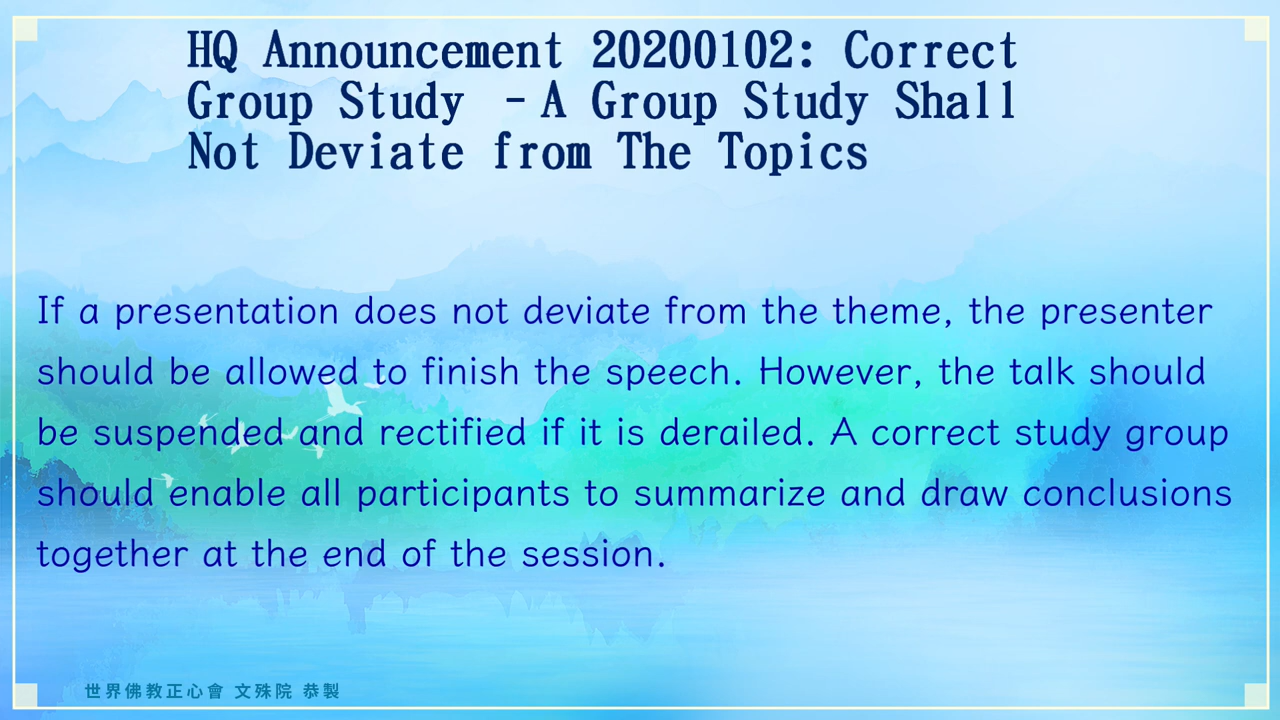 HQ Announcement 20200102: Correct
Group Study －A Group Study Shall
Not Deviate from The Topics
If a presentation does not deviate from the theme, the presenter
should be allowed to finish the speech. However, the talk should
be suspended and rectified if it is derailed. A correct study group
should enable all participants to summarize and draw conclusions
together at the end of the session.
世界佛教正心會 文殊院 恭製